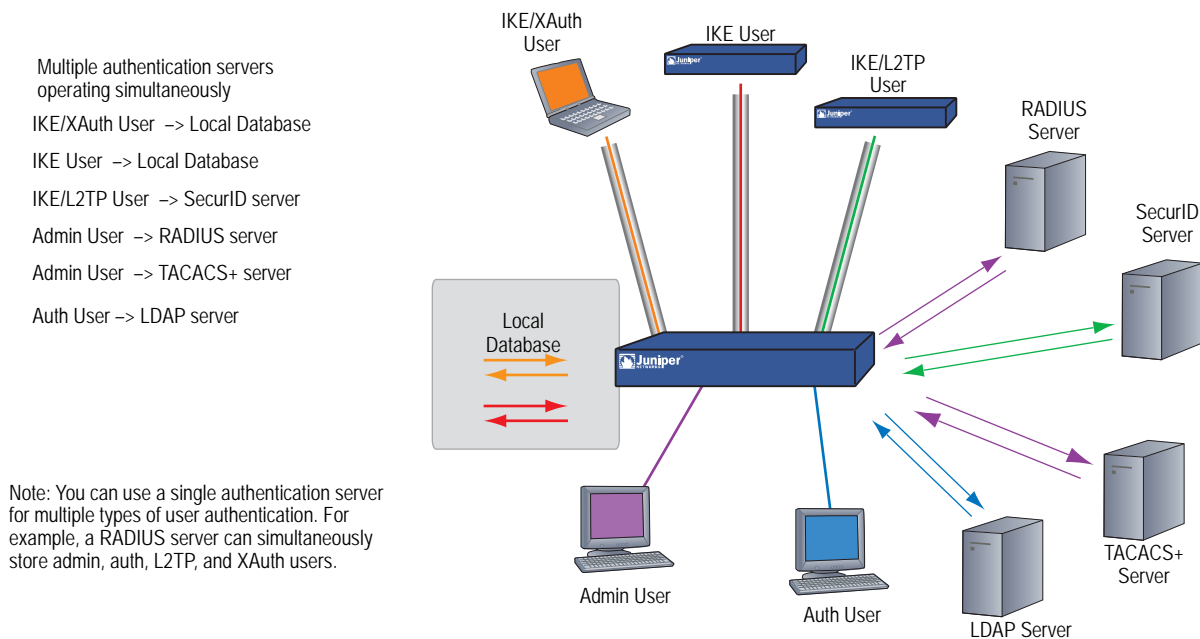 Multiple authentication servers
operating simultaneously
IKE/XAuth User –> Local Database
IKE User –> Local Database
IKE/L2TP User –> SecurID server
Admin User –> RADIUS server
Admin User –> TACACS+ server
Auth User –> LDAP server
Note: You can use a single authentication server
for multiple types of user authentication. For
example, a RADIUS server can simultaneously
store admin, auth, L2TP, and XAuth users.
IKE/XAuth
User
IKE User
Juniper
IKE/L2TP
User
Juniper
RADIUS
Server
SecurID
Server
Local
Database
Juniper
NETWORKS
TACACS+
Server
LDAP Server
Admin User
Auth User